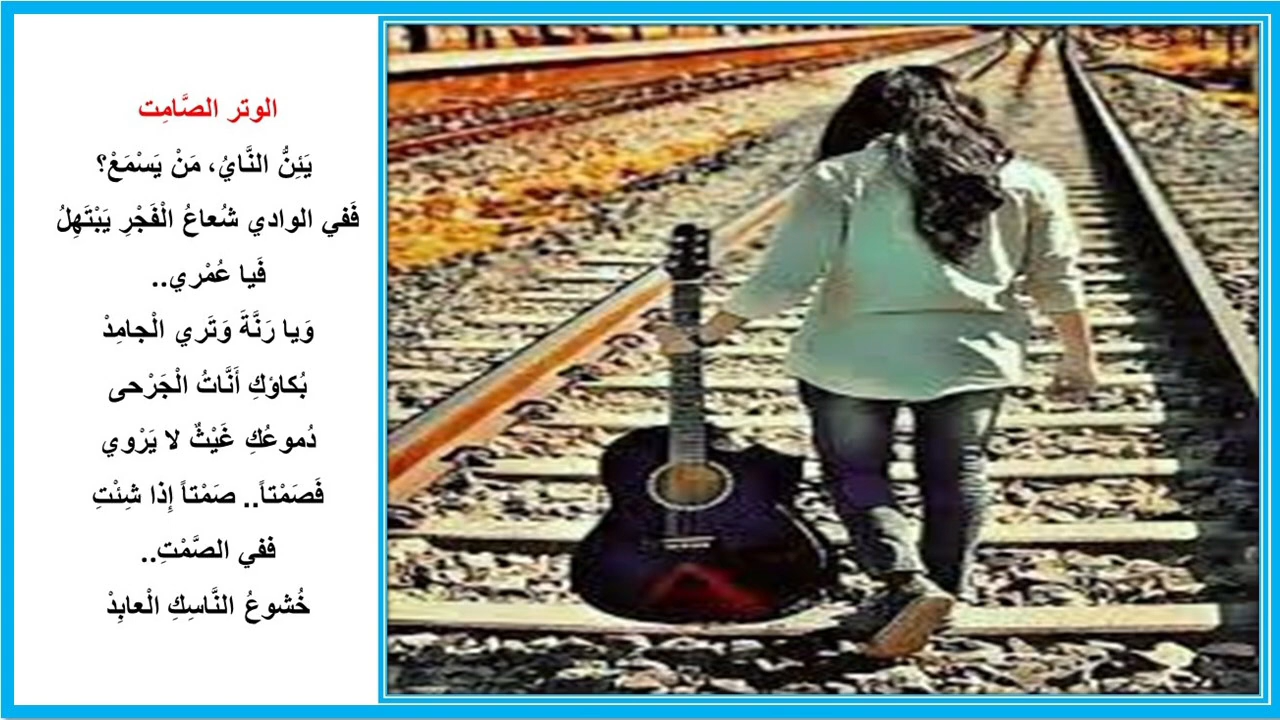 الوتر الصَّامِت
يَئِنُّ النَّايُ، مَنْ يَسْمَعْ؟
فَفي الوادي شُعاعُ الْفَجْرِ يَبْتَهِلُ
فَيا عُمْري..
وَيا رَنَّةَ وَتَري الْجامِدْ
بُكاؤكِ أَنَّاتُ الْجَرْحى
دُموعُكِ غَيْثٌ لا يَرْوي
فَصَمْتاً.. صَمْتاً إِذا شِئْتِ
ففي الصَّمْتِ..
خُشوعُ النَّاسِكِ الْعابِدْ